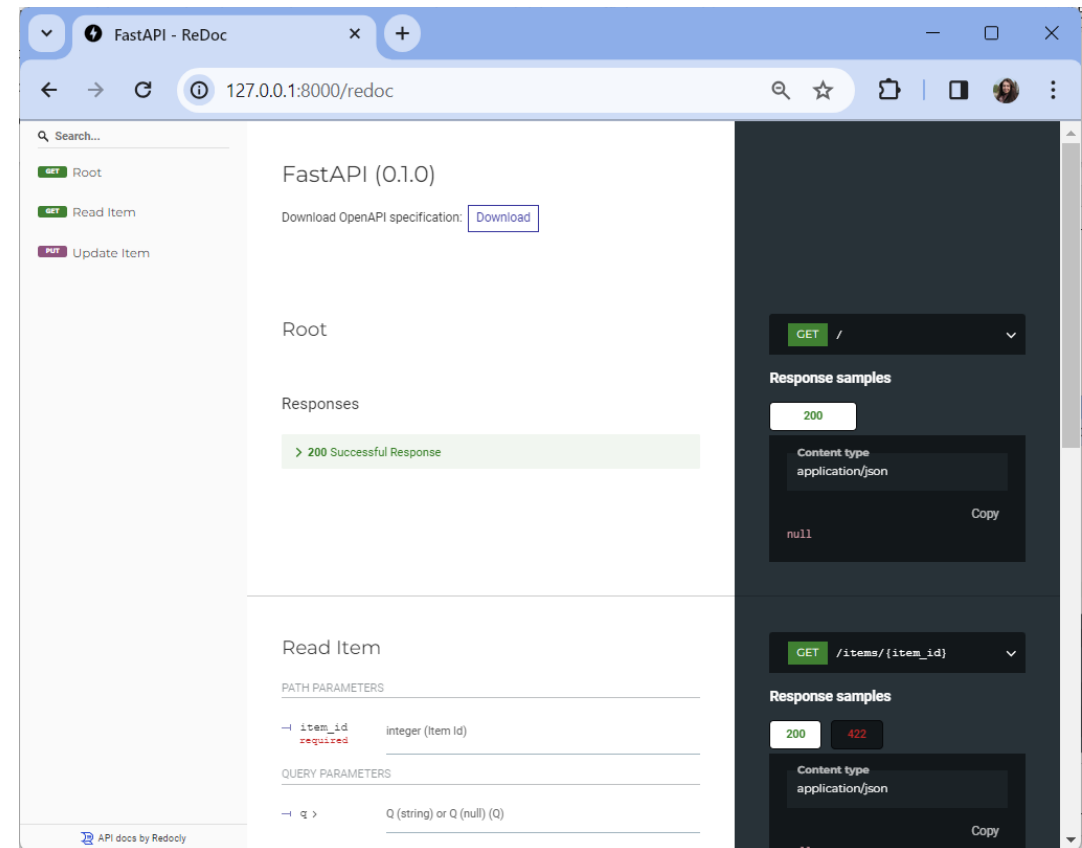 FastAPI - ReDoc
127.0.0.1:8000/redoc
Search...
GET Root
GET Read Item
PUT Update Item
API docs by Redocly
FastAPI (0.1.0)
Download OpenAPI specification: Download
Root
Responses
200 Successful Response
GET /
Response samples
200
Content type
application/json
Copy
null
Read Item
PATH PARAMETERS
item_id
required
integer (Item Id)
QUERY PARAMETERS
q
Q (string) or Q (null) (Q)
GET /items/{item_id}
Response samples
200 422
Content type
application/json
Copy